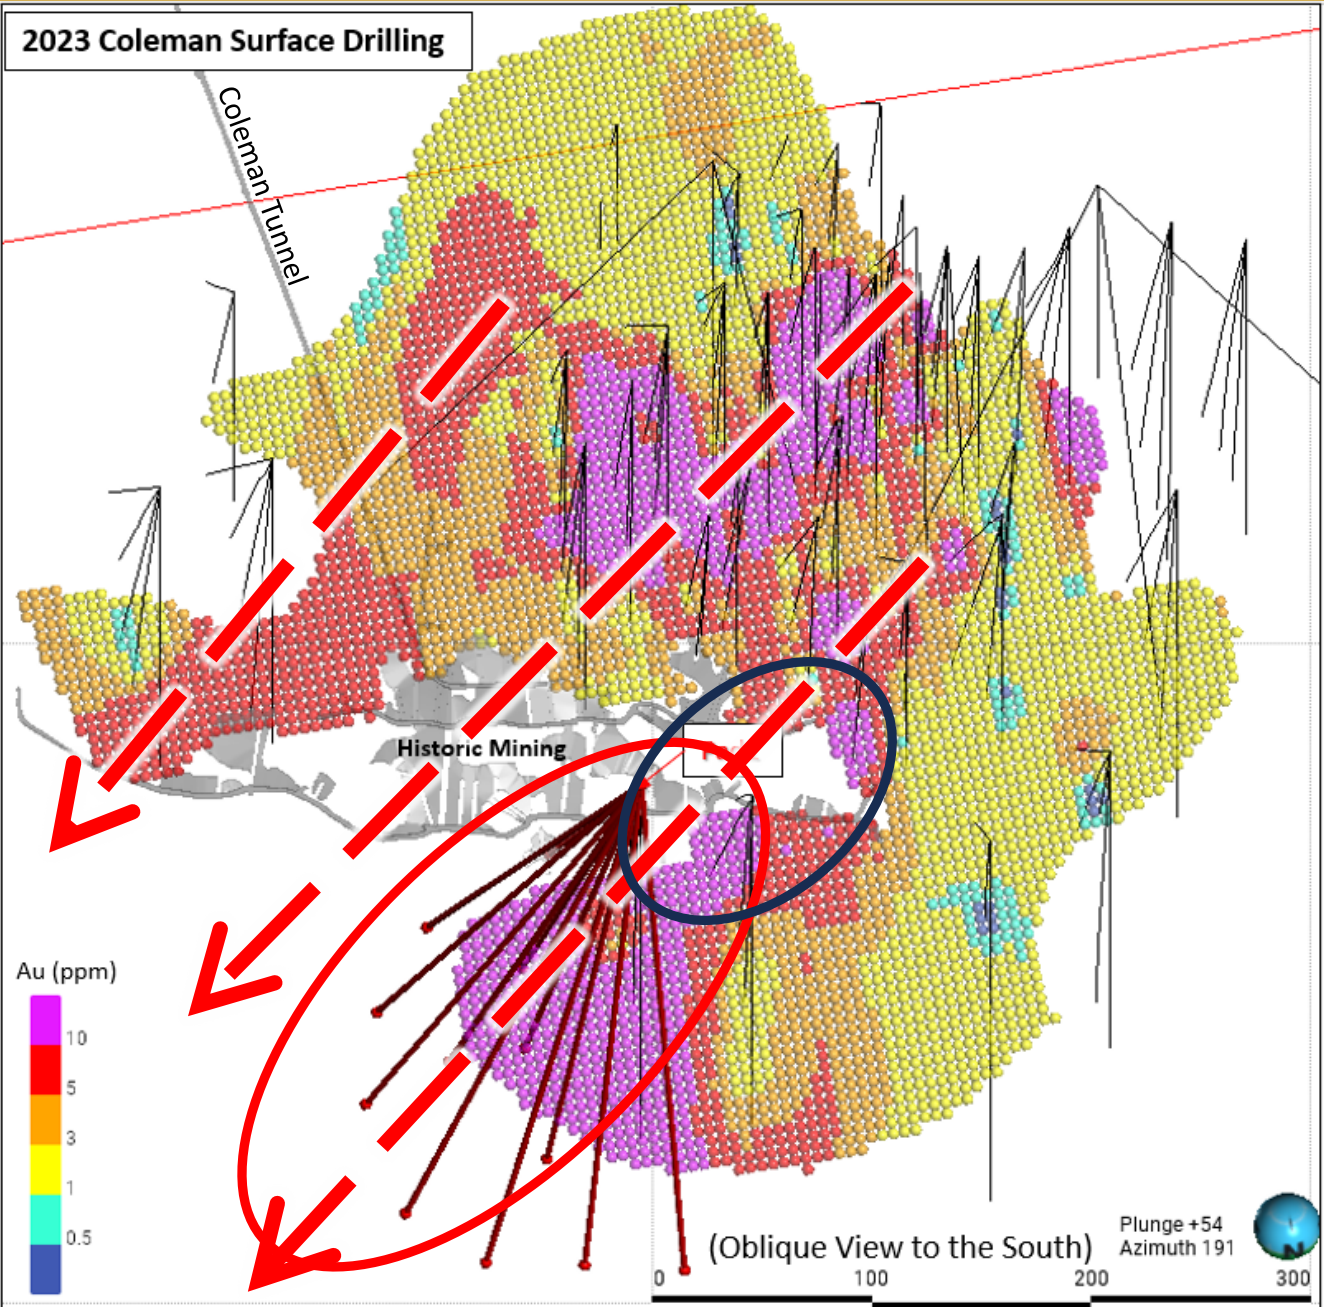 2023 Coleman Surface Drilling
Coleman Tunnel
Historic Mining
Au (ppm)
10
5
3
1
0.5
(Oblique View to the South)
Plunge +54
Azimuth 191
N
0 100 200 300